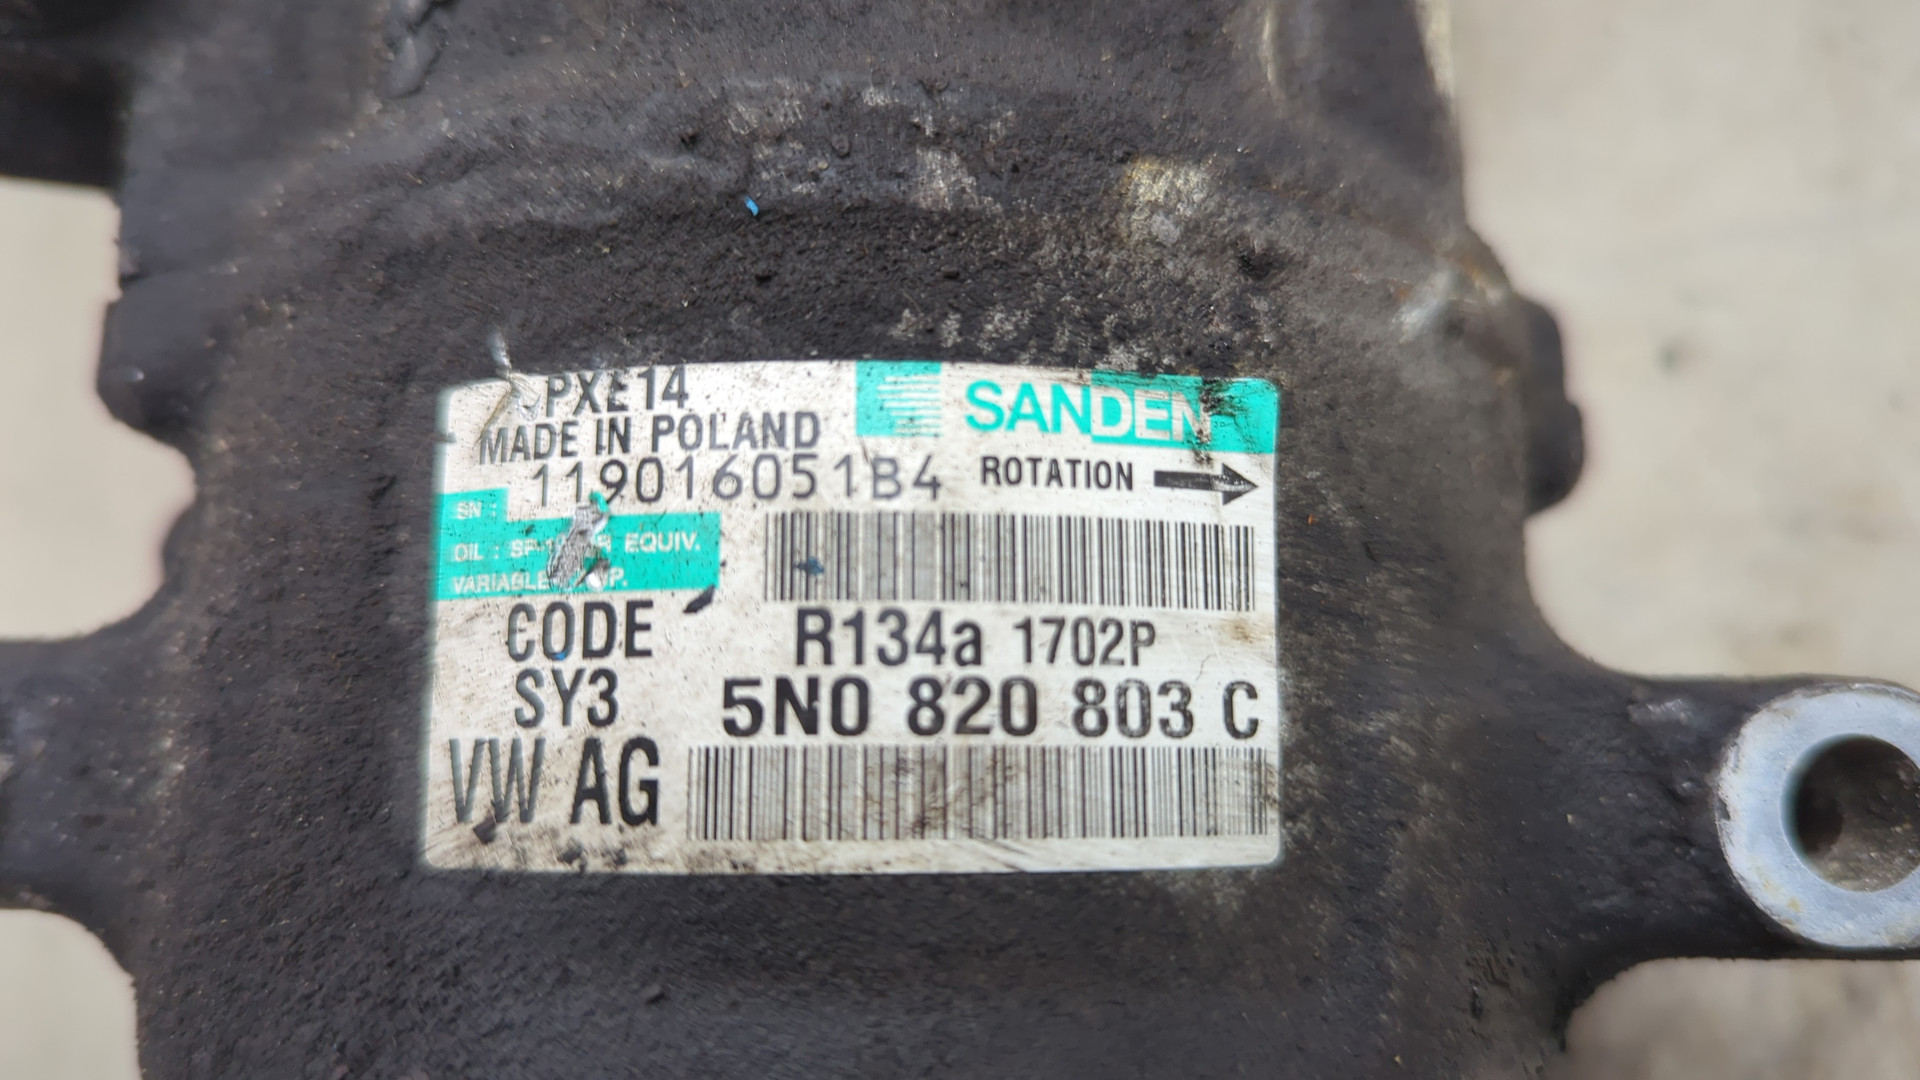 PXE14
SANDEN
MADE IN POLAND
119016051B4
ROTATION
SN :
OIL : EQUIV.
VARIABLE
CODE
R134a 1702P
SY3
5N0 820 803 C
VW AG